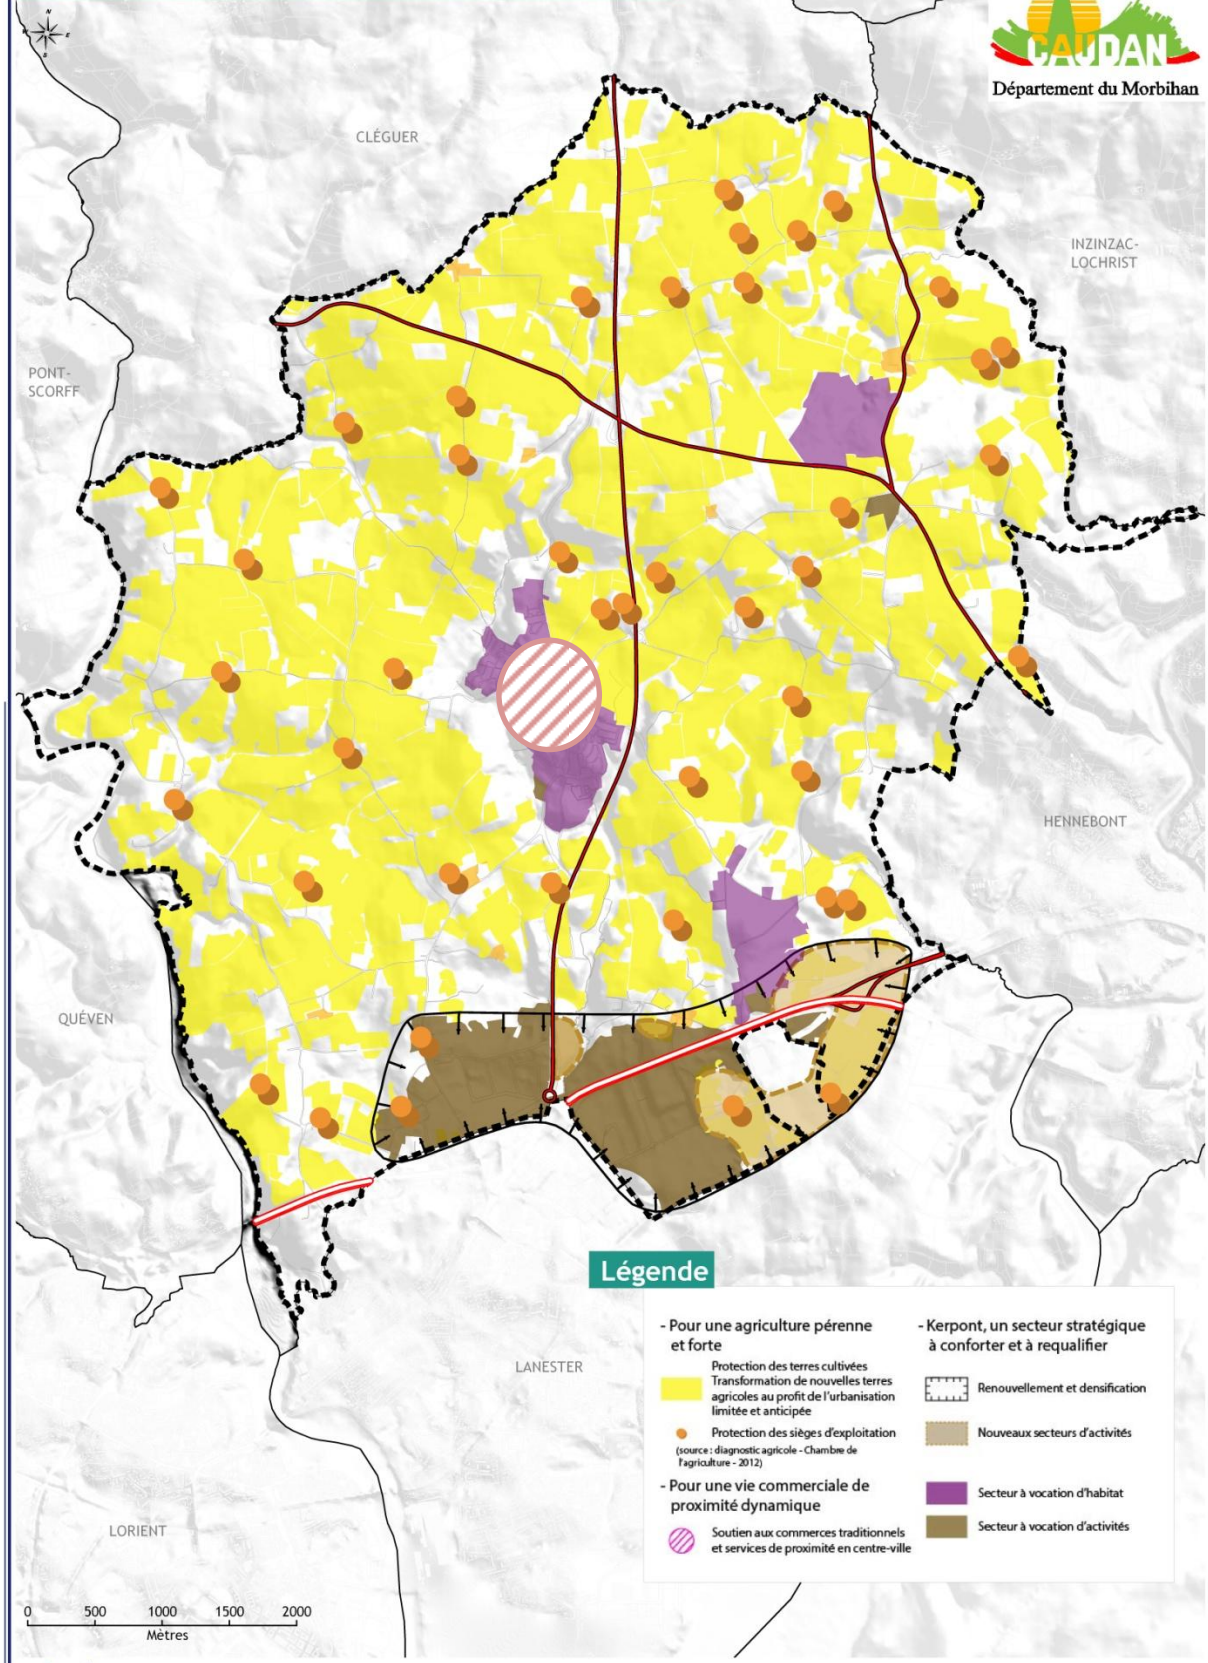 N
E
S
CAUDAN
Département du Morbihan
CLÉGUER
INZINZAC-
LOCHRIST
PONT-
SCORFF
HENNEBONT
QUÉVEN
LANESTER
LORIENT
Légende
- Pour une agriculture pérenne
et forte
Protection des terres cultivées
Transformation de nouvelles terres
agricoles au profit de l'urbanisation
limitée et anticipée
Protection des sièges d'exploitation
(source : diagnostic agricole - Chambre de
l'agriculture - 2012)
- Pour une vie commerciale de
proximité dynamique
Soutien aux commerces traditionnels
et services de proximité en centre-ville
- Kerpont, un secteur stratégique
à conforter et à requalifier
Renouvellement et densification
Nouveaux secteurs d'activités
Secteur à vocation d'habitat
Secteur à vocation d'activités
0 500 1000 1500 2000
Mètres